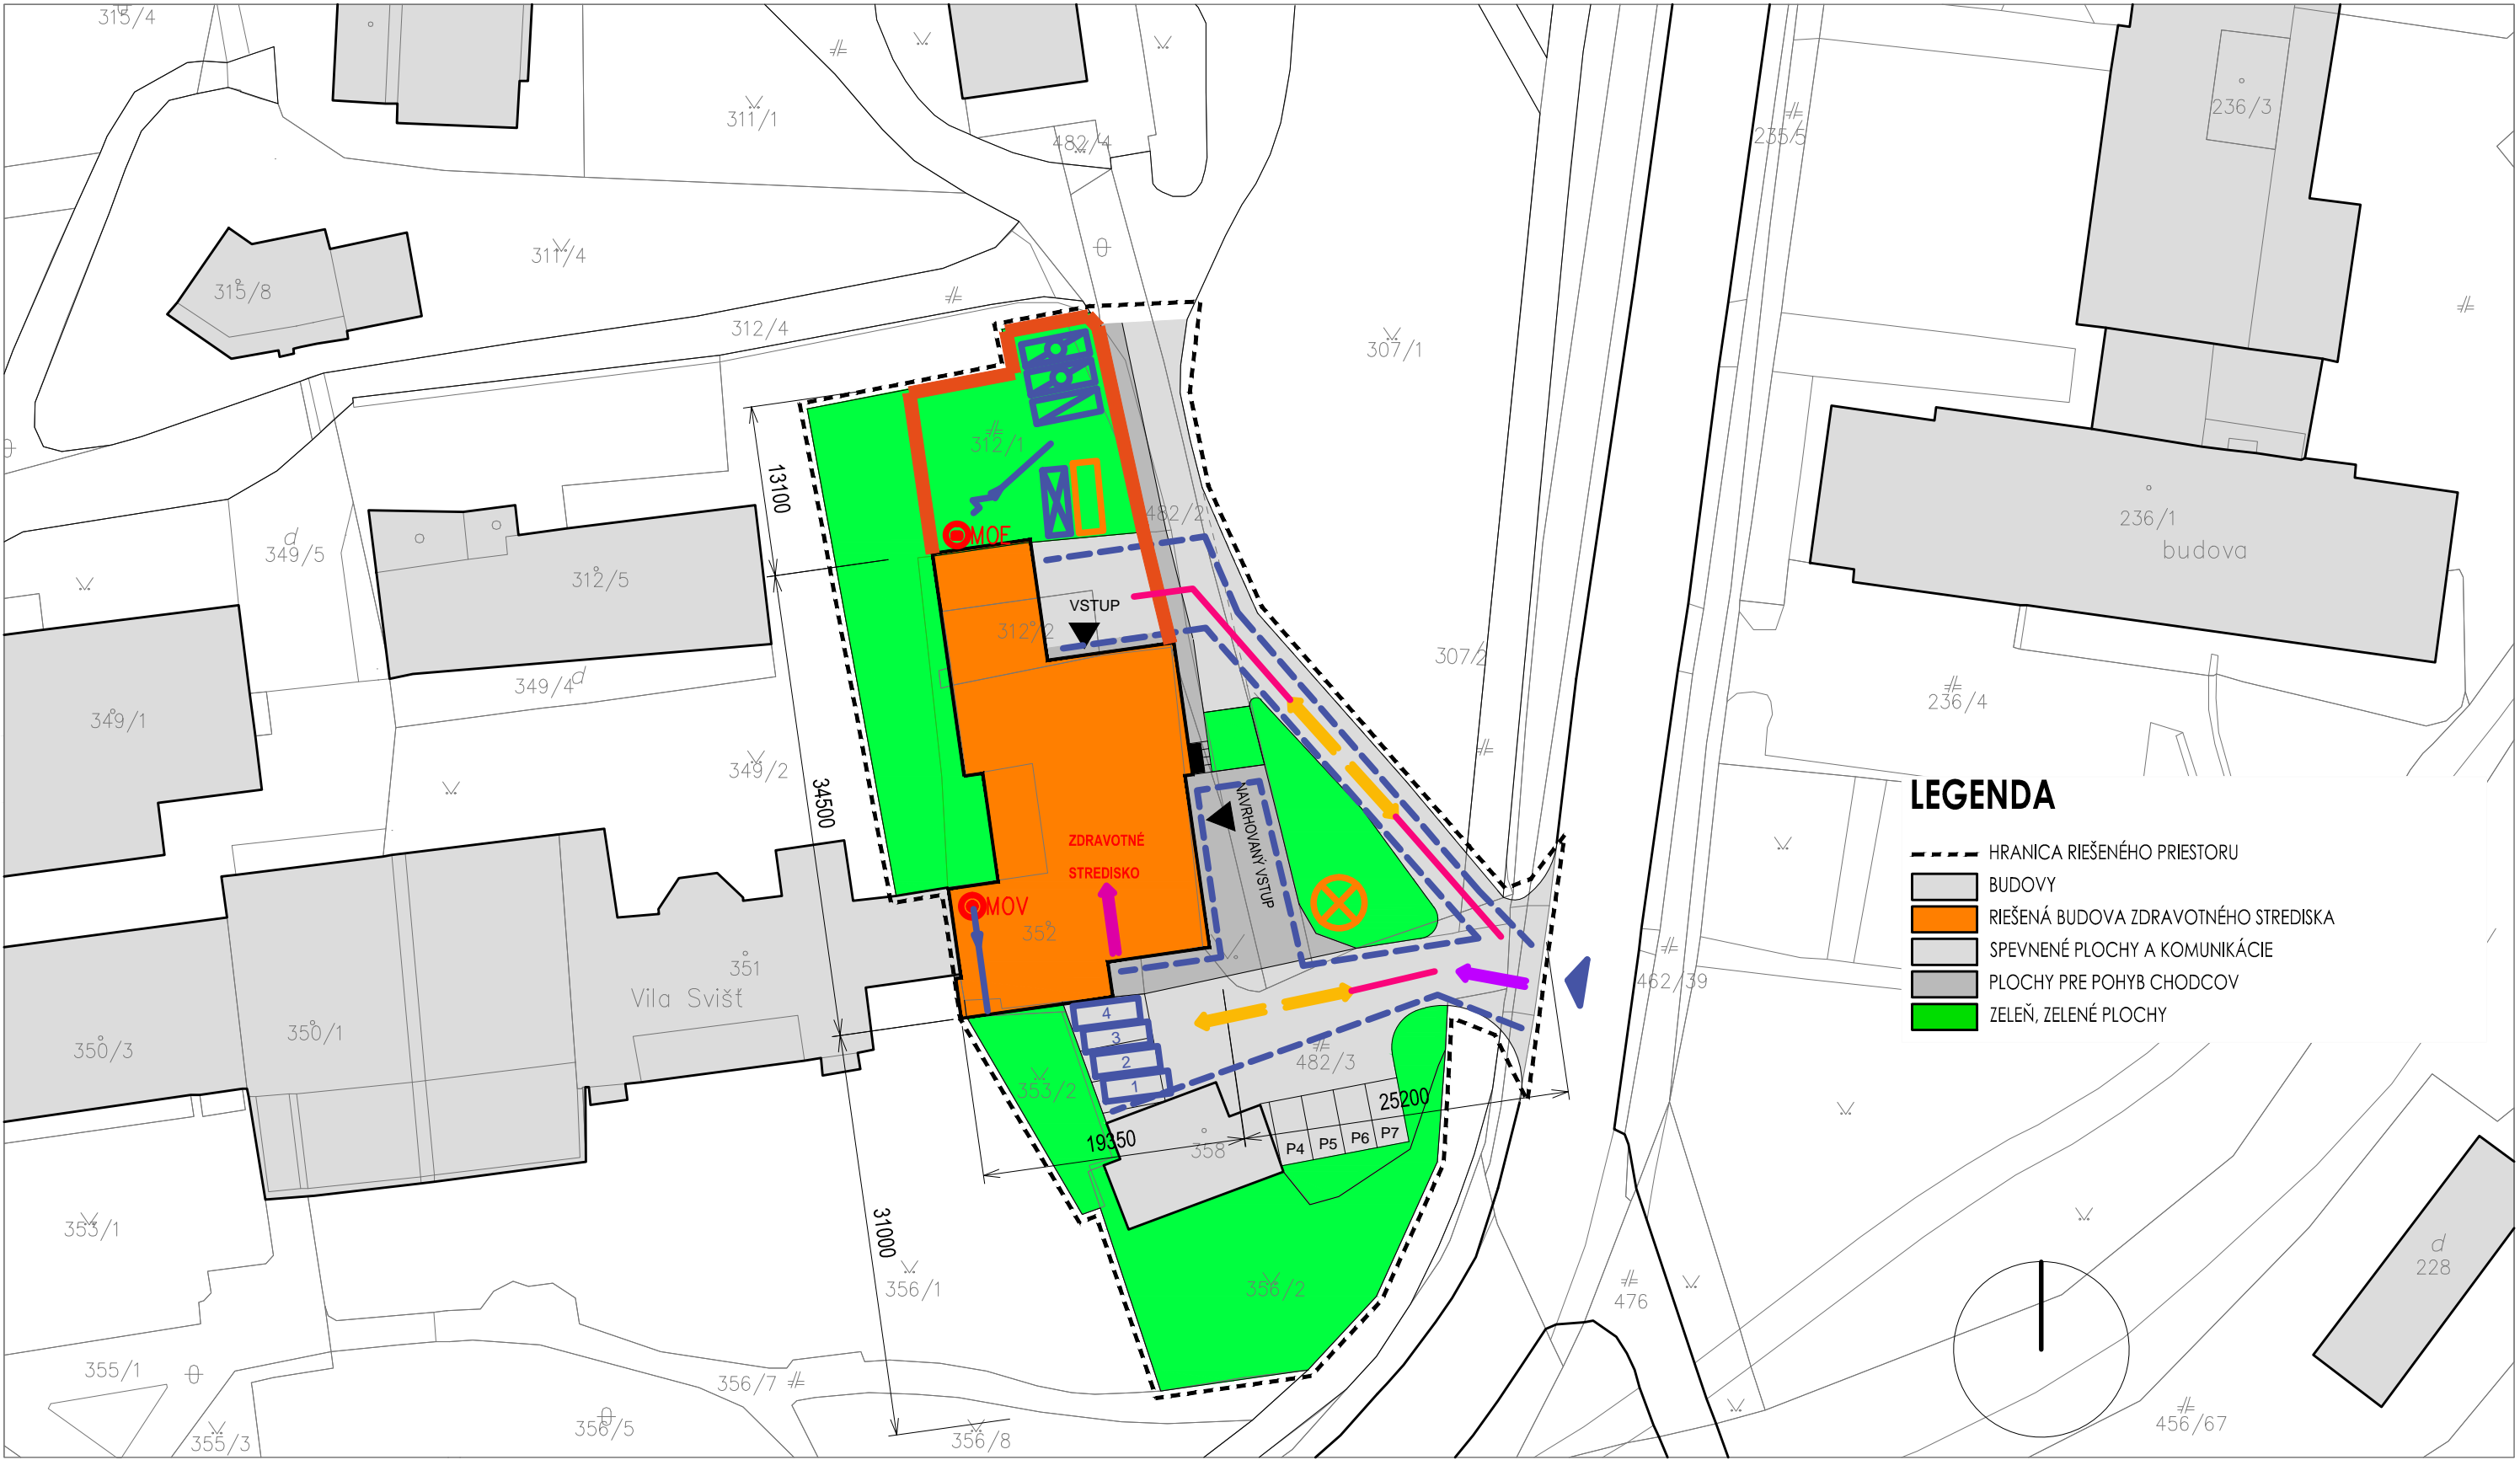 315/4
311/1
482/4
235/5
236/3
311/4
315/8
312/4
307/1
312/1
13100
482/2
236/1
budova
d
349/5
312/5
MOF
VSTUP
312/2
307/2
349/4
d
349/1
236/4
349/2
34500
NAVRHOVANÝ VSTUP
ZDRAVOTNÉ
STREDISKO
MOV
352
351
Vila Svišť
462/39
LEGENDA
HRANICA RIEŠENÉHO PRIESTORU
BUDOVY
RIEŠENÁ BUDOVA ZDRAVOTNÉHO STREDISKA
SPEVNENÉ PLOCHY A KOMUNIKÁCIE
PLOCHY PRE POHYB CHODCOV
ZELEŇ, ZELENÉ PLOCHY
350/3
350/1
4
3
2
1
482/3
353/2
25200
19350
358
P4
P5
P6
P7
353/1
31000
356/1
356/2
476
d
228
355/1
356/7
355/3
356/5
356/8
456/67